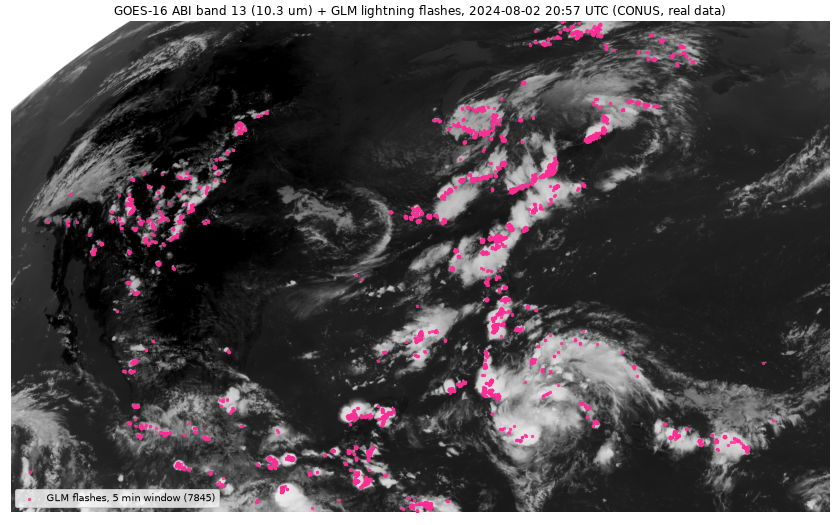 GOES-16 ABI band 13 (10.3 um) + GLM lightning flashes, 2024-08-02 20:57 UTC (CONUS, real data)
GLM flashes, 5 min window (7845)